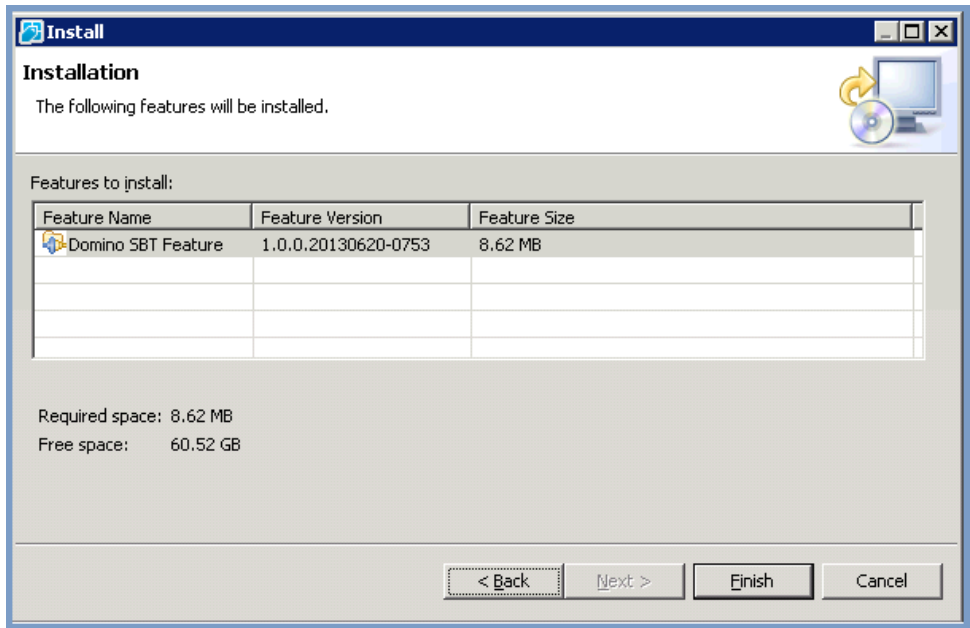 Install
Installation
The following features will be installed.
Features to install:
Feature Name Feature Version Feature Size
Domino SBT Feature 1.0.0.20130620-0753 8.62 MB
Required space: 8.62 MB
Free space: 60.52 GB
< Back Next > Finish Cancel